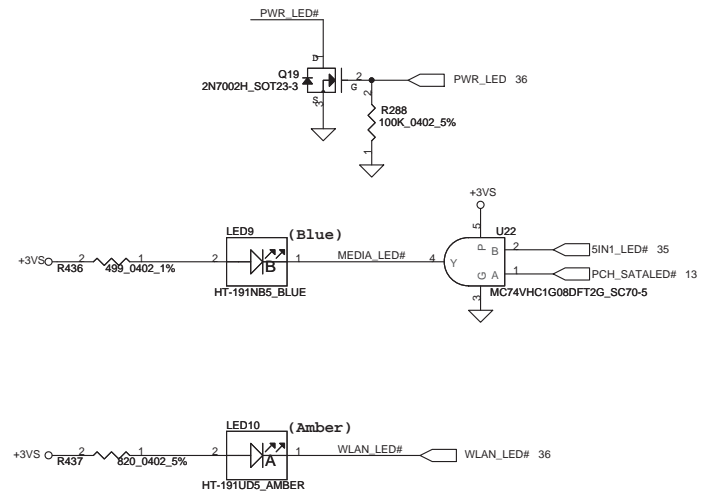 PWR_LED#
D
Q19
2N7002H_SOT23-3
2
G
PWR_LED 36
S
3
2
R288
100K_0402_5%
1
+3VS
LED9
(Blue)
5
U22
P
B
2
5IN1_LED# 35
+3VS
2
1
R436
499_0402_1%
2
B
1
MEDIA_LED#
4
Y
G
A
1
PCH_SATALED# 13
3
HT-191NB5_BLUE
MC74VHC1G08DFT2G_SC70-5
LED10
(Amber)
+3VS
2
1
R437
820_0402_5%
2
A
1
WLAN_LED#
WLAN_LED# 36
HT-191UD5_AMBER